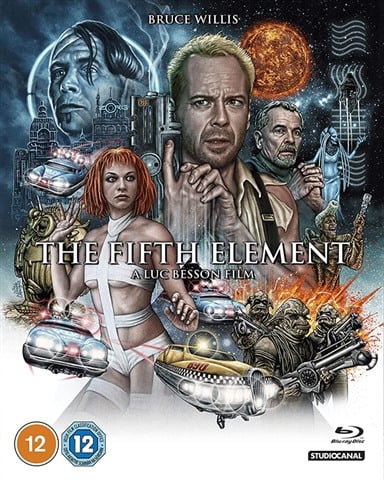 BRUCE WILLIS
THE FIFTH ELEMENT
A LUC BESSON FILM
12
12
Blu-ray Disc
STUDIOCANAL